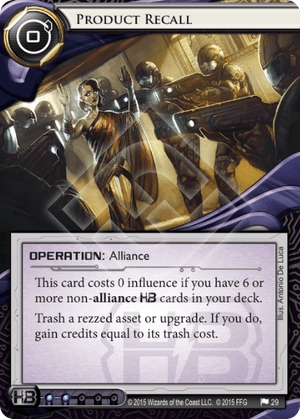 PRODUCT RECALL
0
OPERATION: Alliance
This card costs 0 influence if you have 6 or
more non-alliance HB cards in your deck.
Trash a rezzed asset or upgrade. If you do,
gain credits equal to its trash cost.
Illus. Antonio De Luca
HB
© 2015 Wizards of the Coast LLC. © 2015 FFG
29